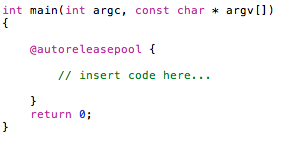 int main(int argc, const char * argv[])
{
@autoreleasepool {
// insert code here...
}
return 0;
}